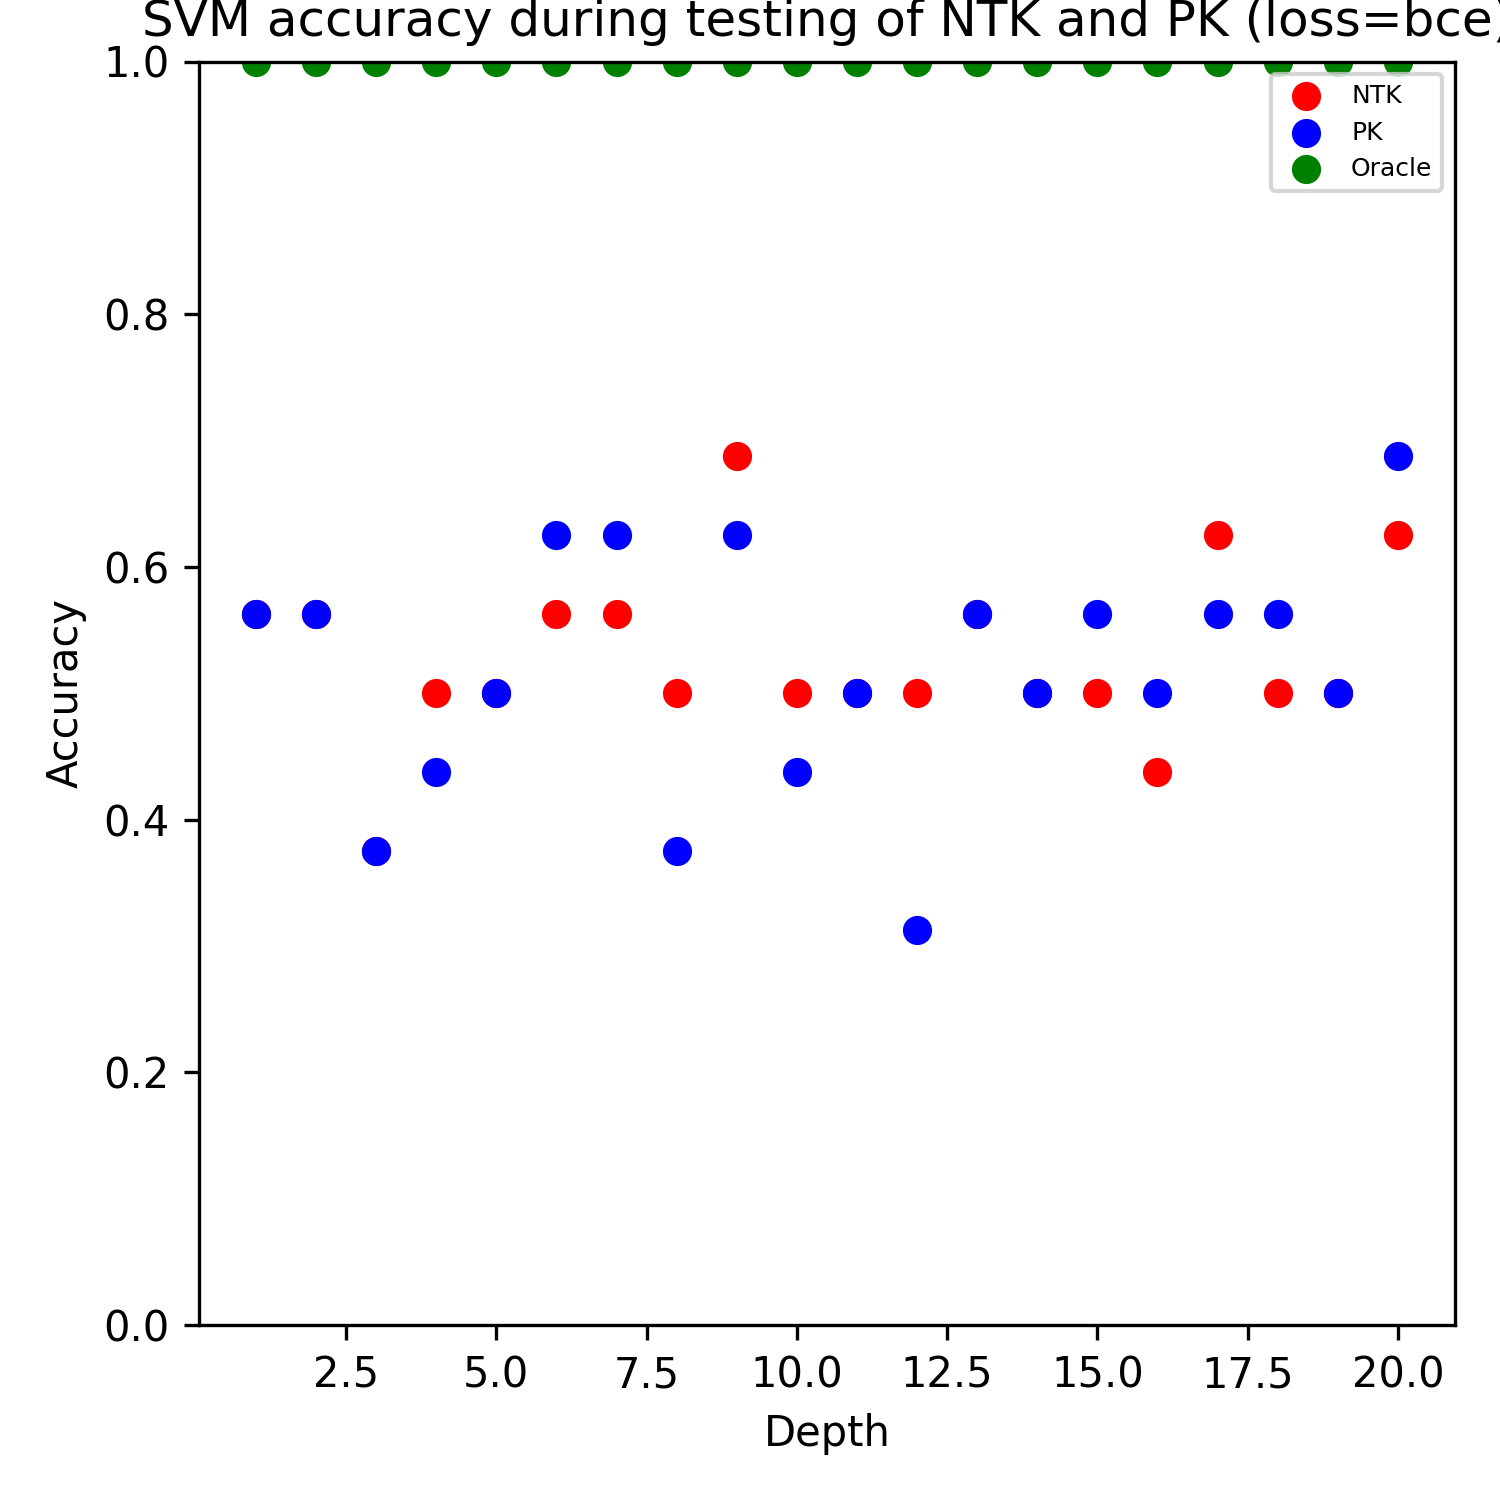 SVM accuracy during testing of NTK and PK (loss=bce)
1.0
0.8
0.6
0.4
0.2
0.0
Accuracy
NTK
PK
Oracle
2.5 5.0 7.5 10.0 12.5 15.0 17.5 20.0
Depth